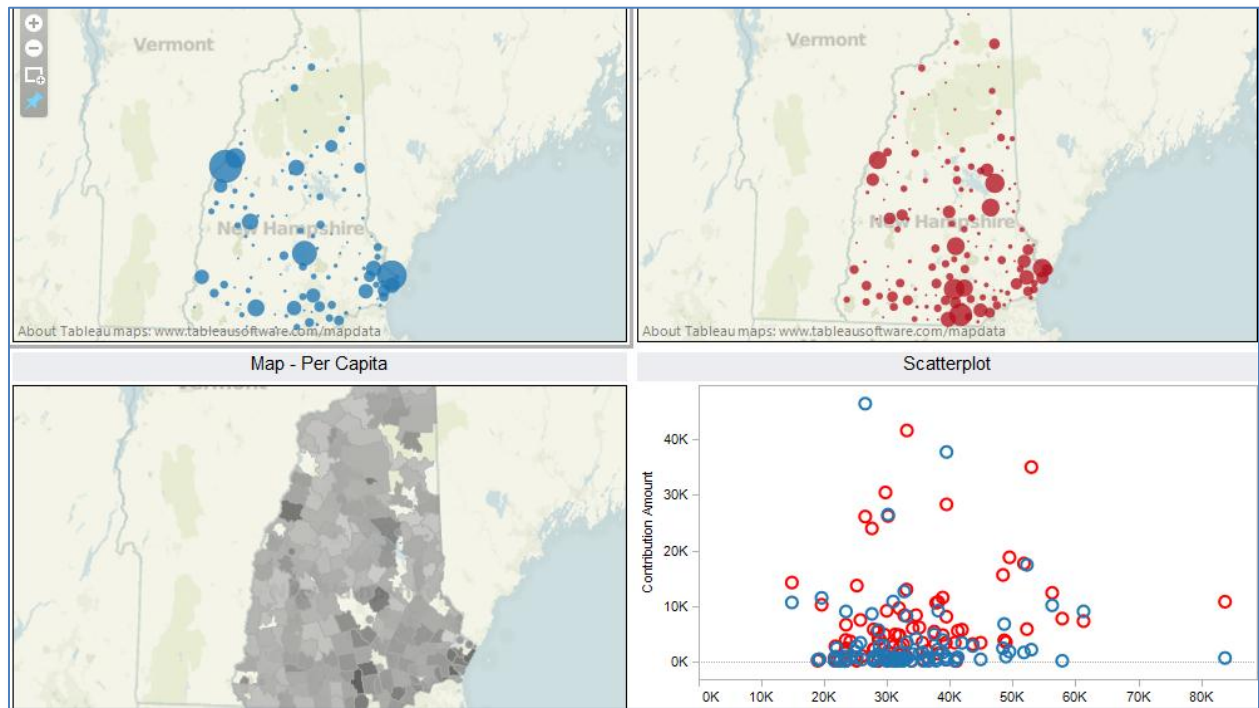 Vermont
New Hampshire
About Tableau maps: www.tableausoftware.com/mapdata
Vermont
New Hampshire
About Tableau maps: www.tableausoftware.com/mapdata
Map - Per Capita
Vermont
Scatterplot
Contribution Amount
40K
30K
20K
10K
0K
0K 10K 20K 30K 40K 50K 60K 70K 80K